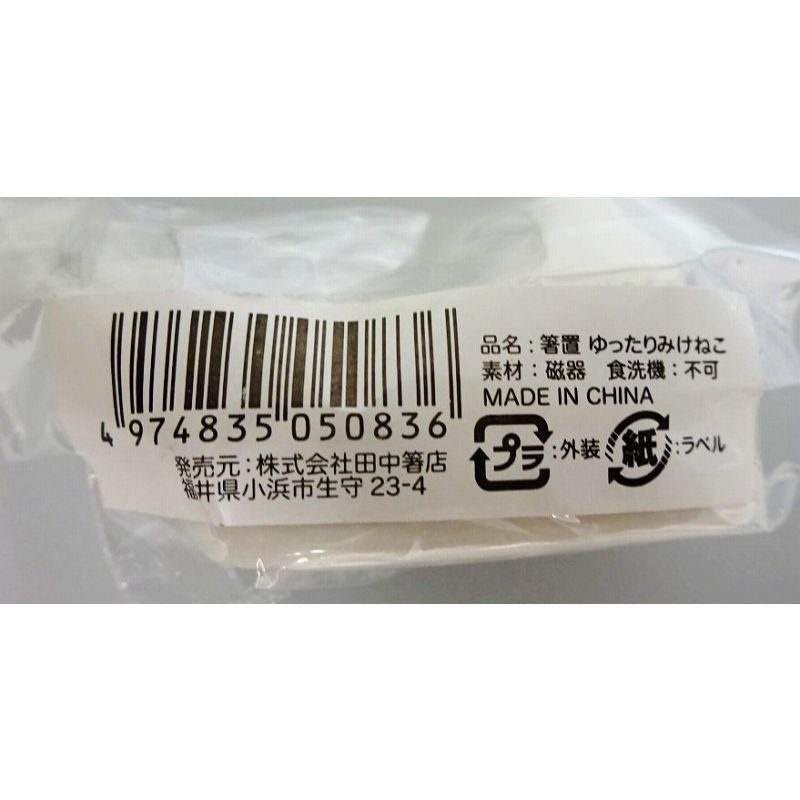 4 974835 050836
発売元：株式会社田中箸店
福井県小浜市生守 23-4
品名：箸置 ゆったりみけねこ
素材：磁器 食洗機：不可
MADE IN CHINA
プラ：外装 紙：ラベル